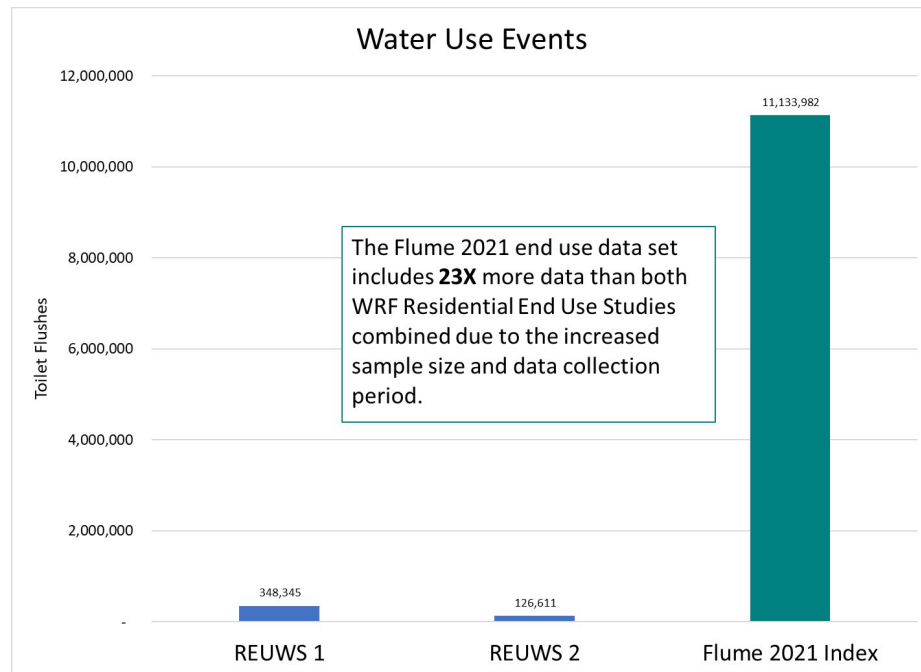 Water Use Events
12,000,000
10,000,000
8,000,000
6,000,000
4,000,000
2,000,000
-
Toilet Flushes
11,133,982
The Flume 2021 end use data set
includes 23X more data than both
WRF Residential End Use Studies
combined due to the increased
sample size and data collection
period.
348,345
126,611
REUWS 1
REUWS 2
Flume 2021 Index